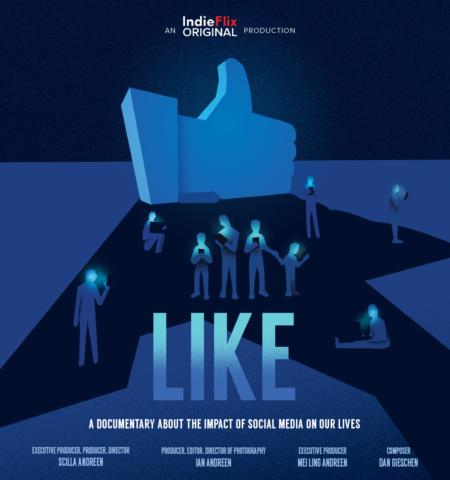 AN IndieFlix ORIGINAL PRODUCTION
LIKE
A DOCUMENTARY ABOUT THE IMPACT OF SOCIAL MEDIA ON OUR LIVES
EXECUTIVE PRODUCER, PRODUCER, DIRECTOR
SCILLA ANDREEN
PRODUCER, EDITOR, DIRECTOR OF PHOTOGRAPHY
IAN ANDREEN
EXECUTIVE PRODUCER
MEI LING ANDREEN
COMPOSER
DAN GIESCHEN